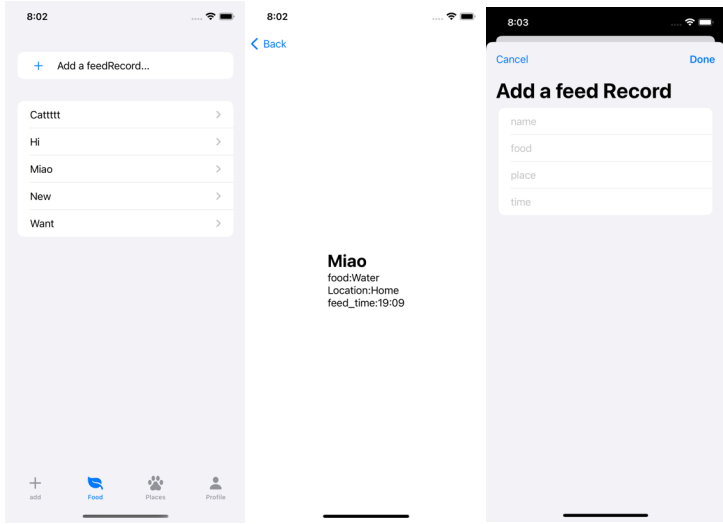 8:02
Add a feedRecord...
Cattttt
Hi
Miao
New
Want
add
Food
Places
Profile
8:02
Back
Miao
food:Water
Location:Home
feed_time:19:09
8:03
Cancel
Done
Add a feed Record
name
food
place
time